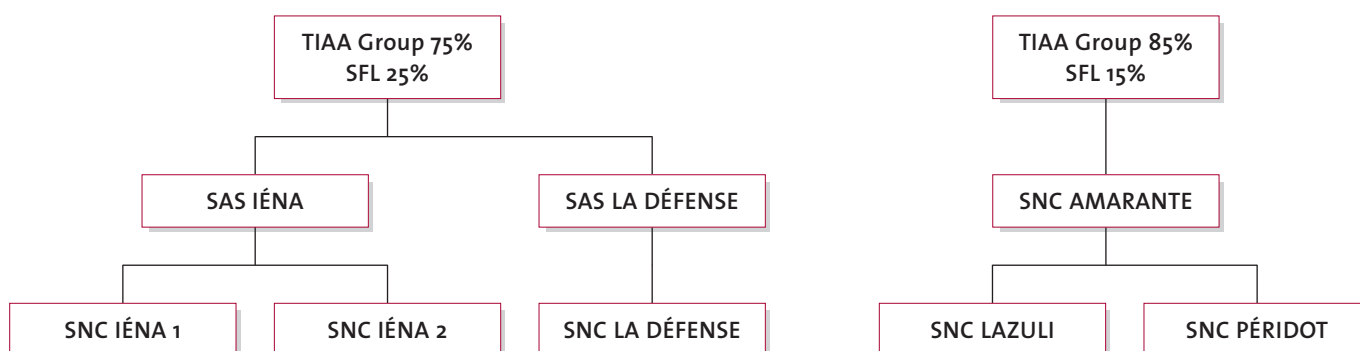 TIAA Group 75%
SFL 25%
TIAA Group 85%
SFL 15%
SAS IÉNA
SAS LA DÉFENSE
SNC AMARANTE
SNC IÉNA 1
SNC IÉNA 2
SNC LA DÉFENSE
SNC LAZULI
SNC PÉRIDOT